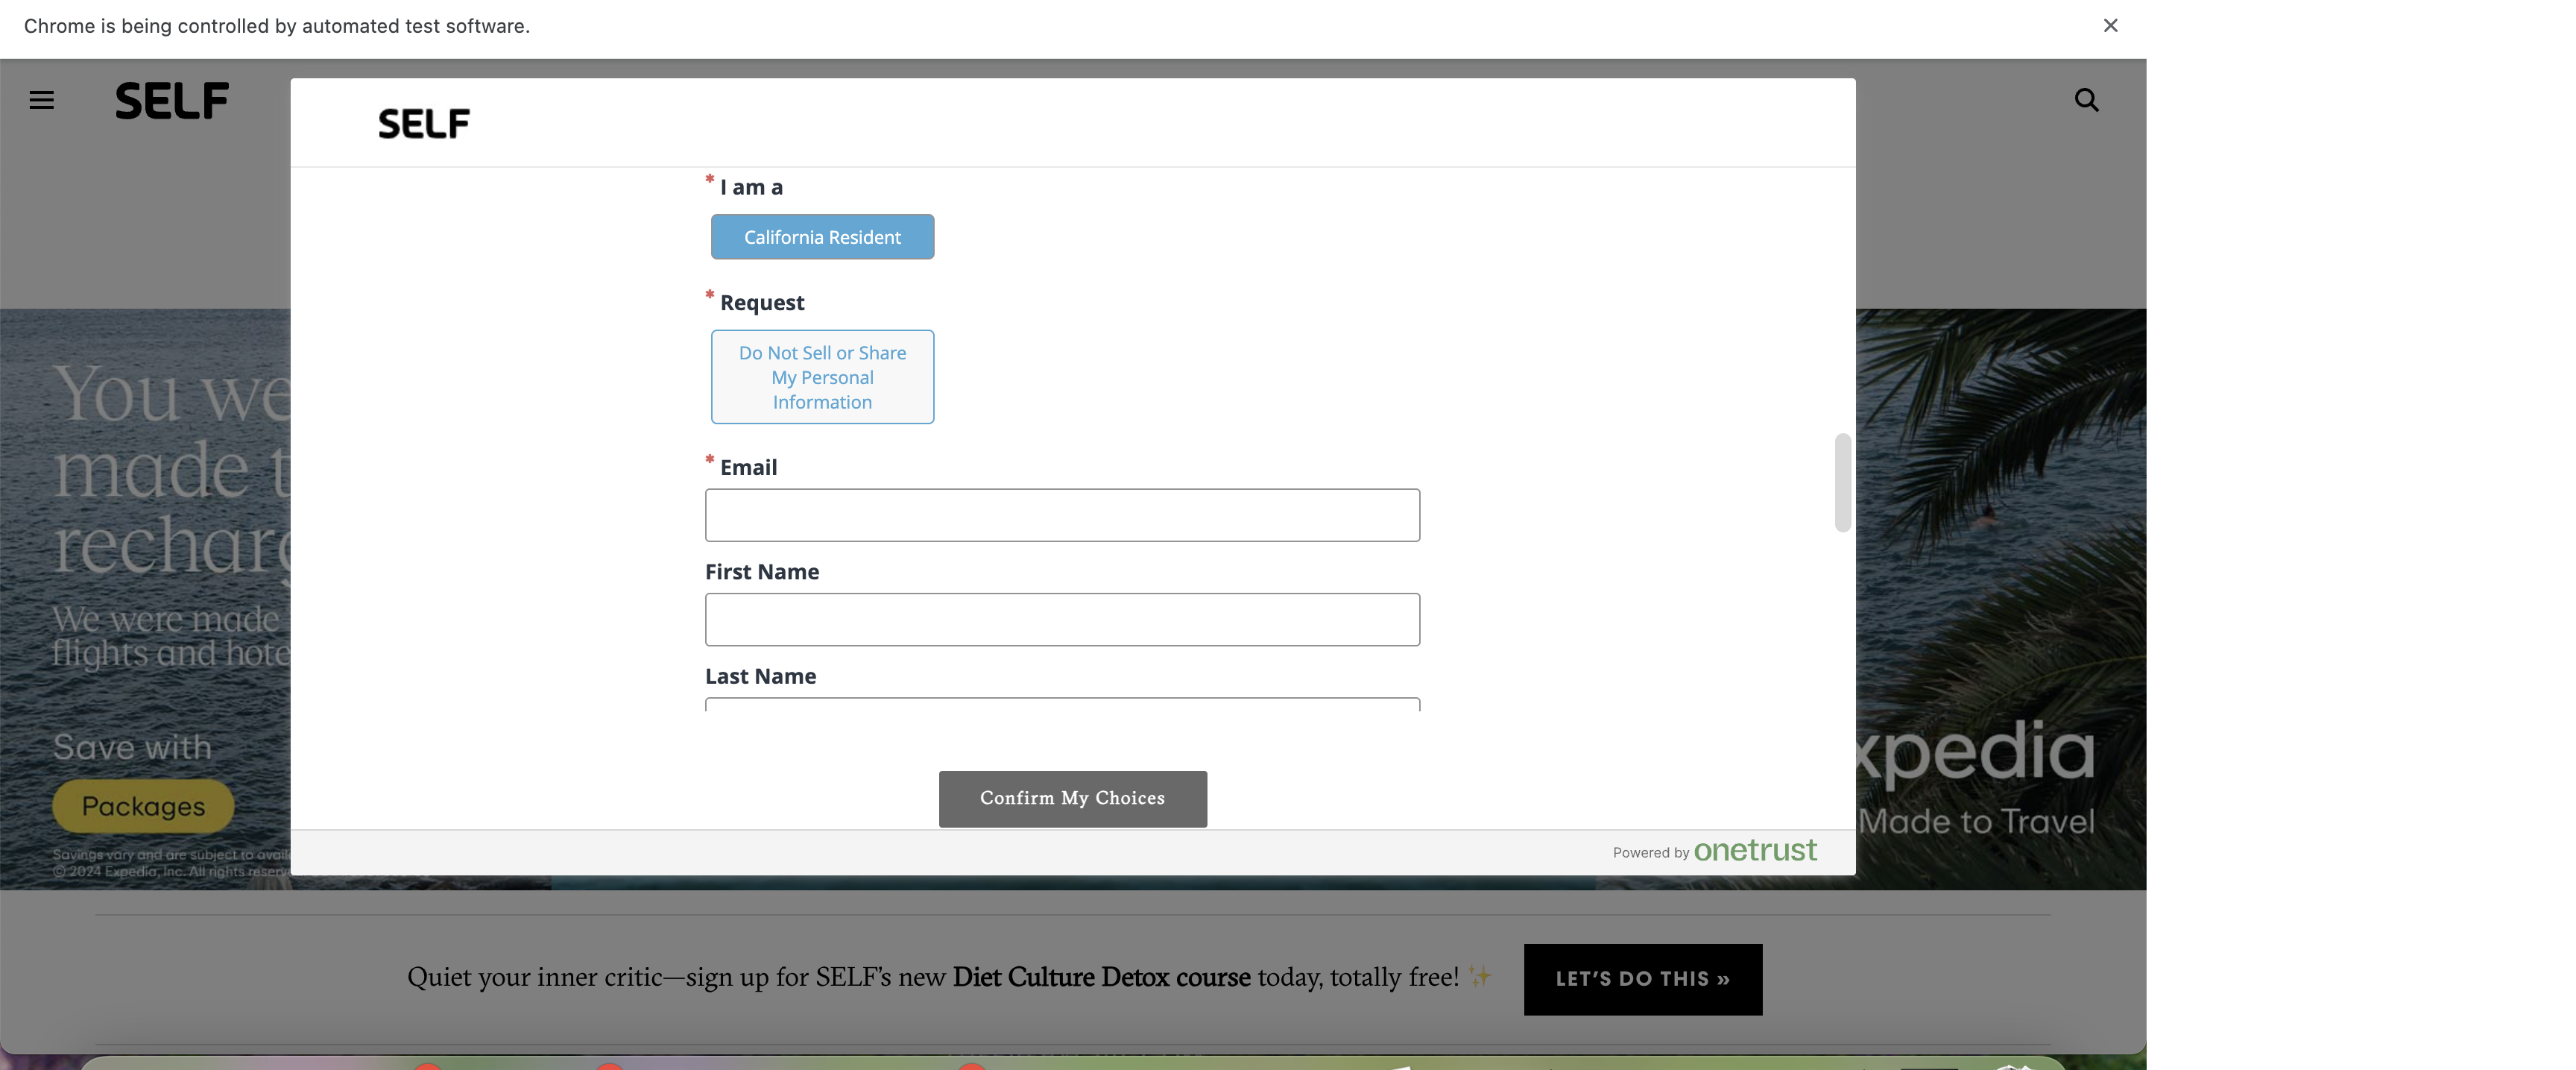 Chrome is being controlled by automated test software.
SELF
SELF
* I am a
California Resident
* Request
Do Not Sell or Share
My Personal
Information
* Email
First Name
Last Name
Confirm My Choices
Powered by onetrust
You we
made t
recharg
We were made
flights and hote
Save with
Packages
Savings vary and are subject to avail
© 2024 Expedia, Inc. All rights reserv
xpedia
Made to Travel
Quiet your inner critic—sign up for SELF's new Diet Culture Detox course today, totally free! ✨
LET'S DO THIS »